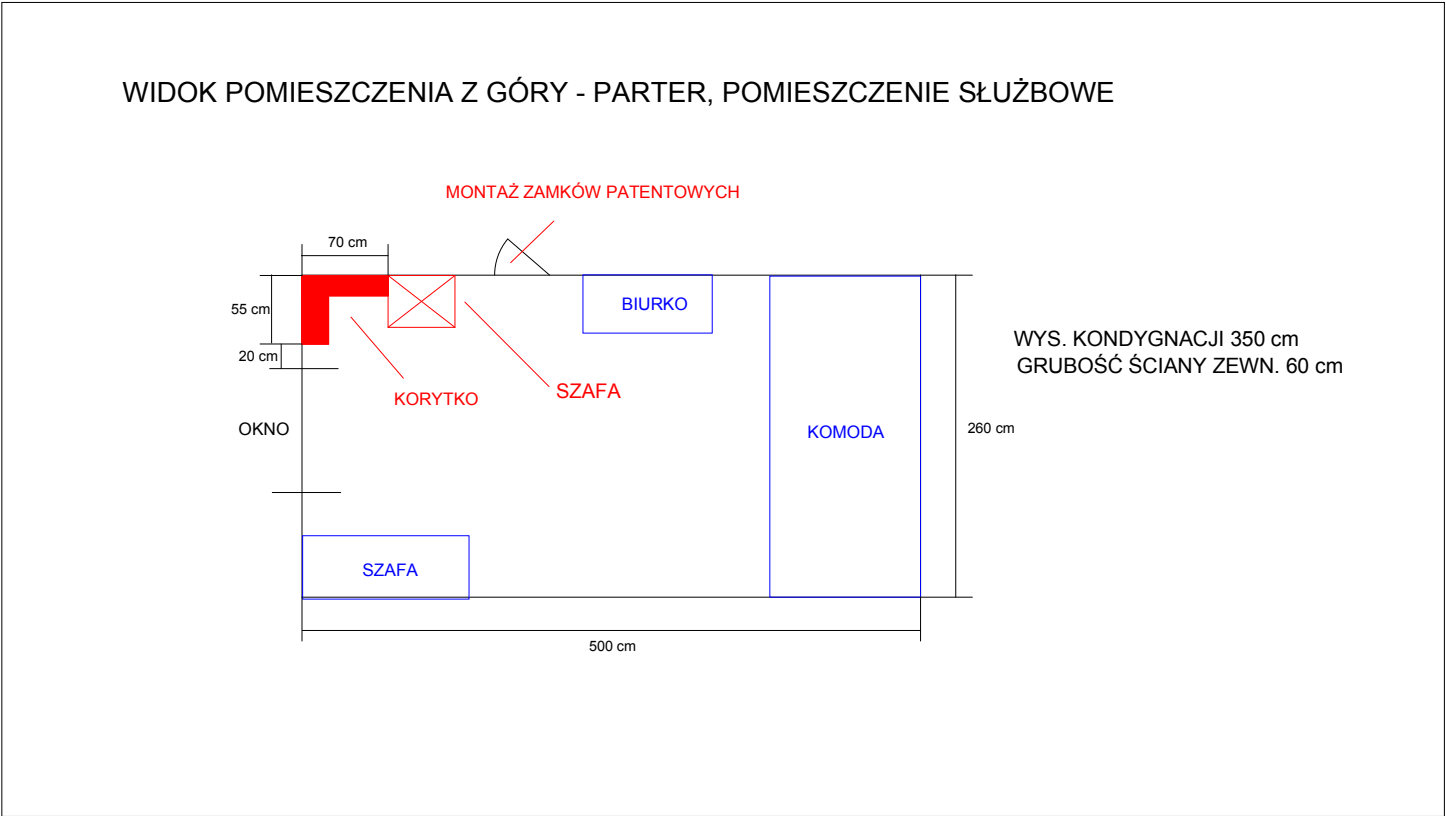 WIDOK POMIESZCZENIA Z GÓRY - PARTER, POMIESZCZENIE SŁUŻBOWE
MONTAŻ ZAMKÓW PATENTOWYCH
70 cm
55 cm
BIURKO
20 cm
WYS. KONDYGNACJI 350 cm
GRUBOŚĆ ŚCIANY ZEWN. 60 cm
KORYTKO
SZAFA
OKNO
KOMODA
260 cm
SZAFA
500 cm